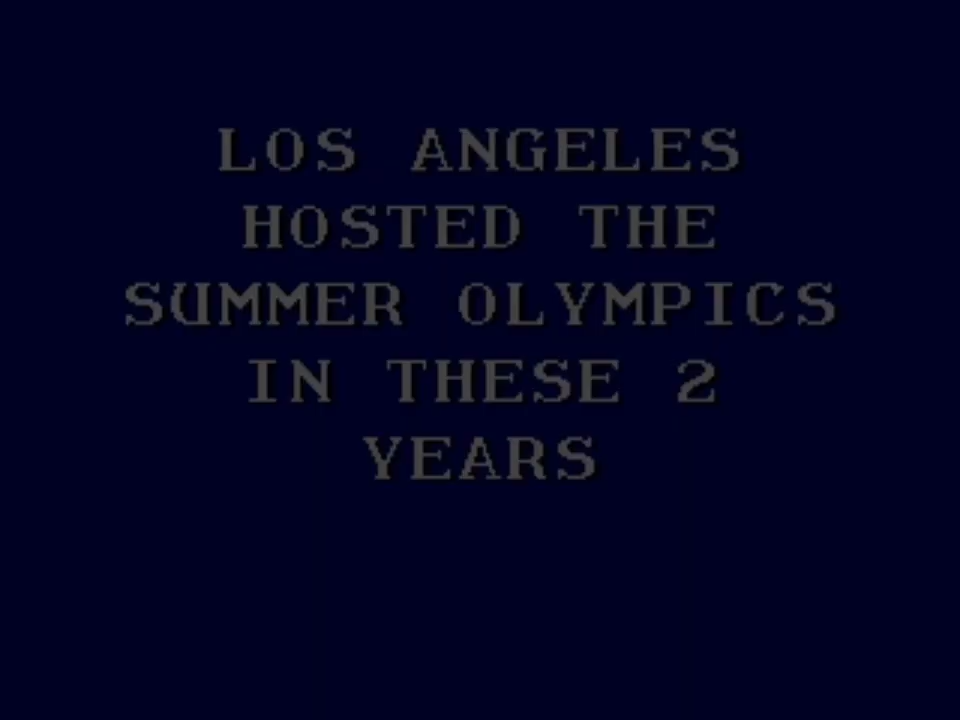 LOS ANGELES
HOSTED THE
SUMMER OLYMPICS
IN THESE 2
YEARS